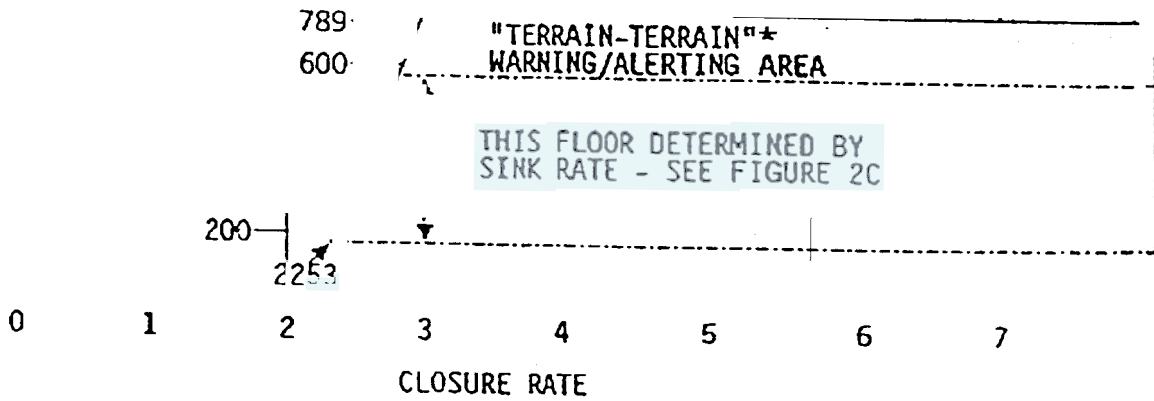 789
"TERRAIN-TERRAIN"*
600
WARNING/ALERTING AREA
THIS FLOOR DETERMINED BY
SINK RATE - SEE FIGURE 2C
200
2253
0 1 2 3 4 5 6 7
CLOSURE RATE